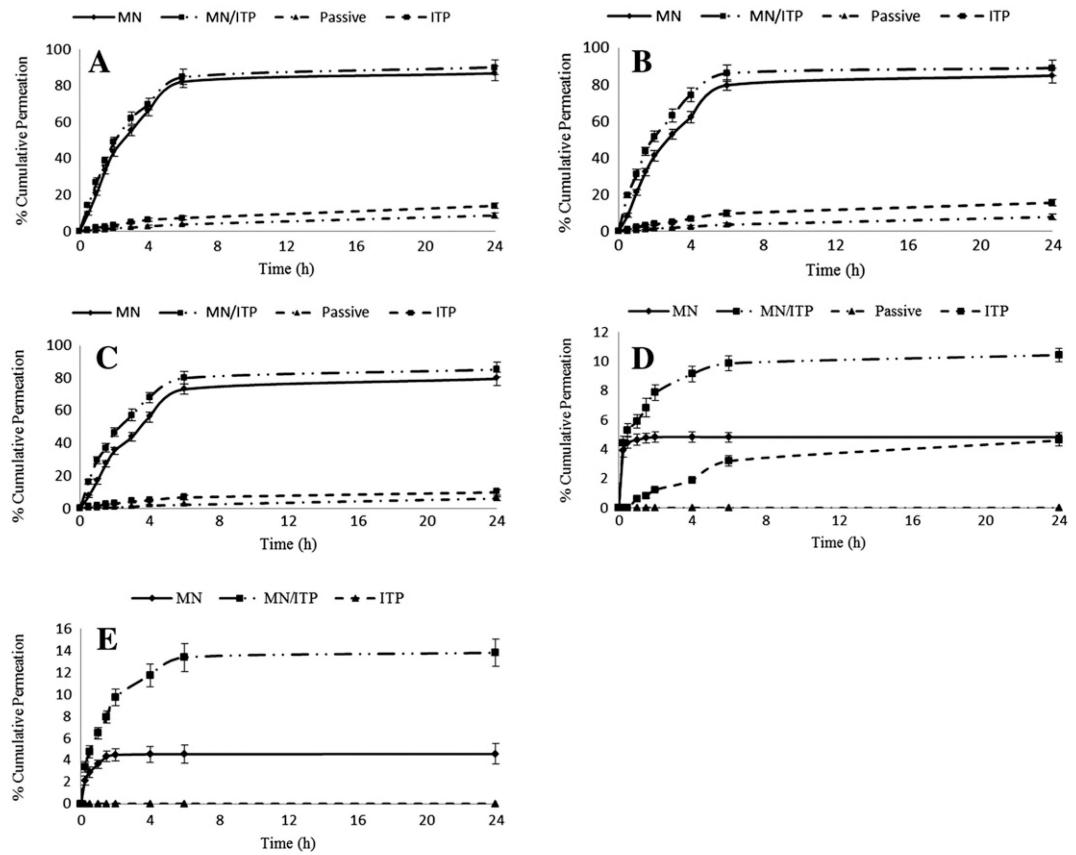 MN MN/ITP Passive ITP
A
% Cumulative Permeation
100
80
60
40
20
0
0 4 8 12 16 20 24
Time (h)
MN MN/ITP Passive ITP
B
% Cumulative Permeation
100
80
60
40
20
0
0 4 8 12 16 20 24
Time (h)
MN MN/ITP Passive ITP
C
% Cumulative Permeation
100
80
60
40
20
0
0 4 8 12 16 20 24
Time (h)
MN MN/ITP Passive ITP
D
% Cumulative Permeation
12
10
8
6
4
2
0
0 4 8 12 16 20 24
Time (h)
MN MN/ITP ITP
E
% Cumulative Permeation
16
14
12
10
8
6
4
2
0
0 4 8 12 16 20 24
Time (h)